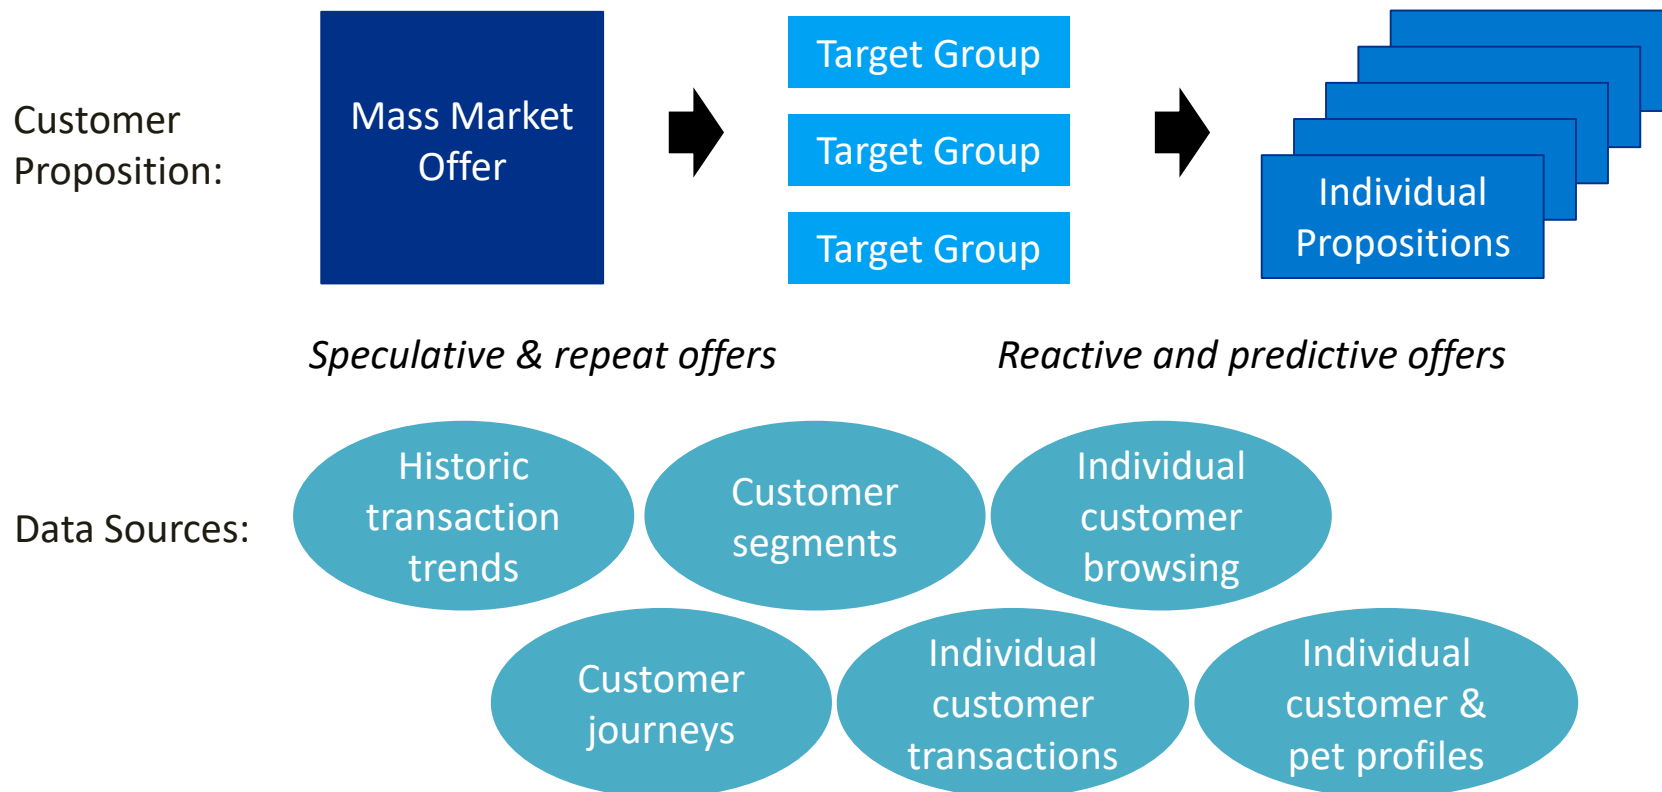 Customer
Proposition:
Mass Market
Offer
Target Group
Target Group
Target Group
Individual
Propositions
Speculative & repeat offers
Reactive and predictive offers
Data Sources:
Historic
transaction
trends
Customer
segments
Individual
customer
browsing
Customer
journeys
Individual
customer
transactions
Individual
customer &
pet profiles